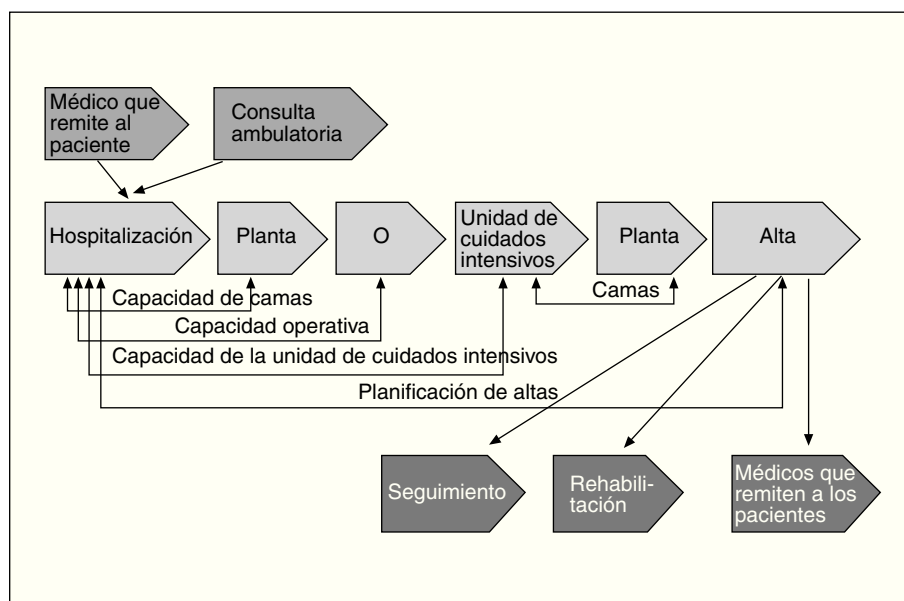 Médico que
remite al
paciente
Consulta
ambulatoria
Hospitalización
Planta
O
Unidad de
cuidados
intensivos
Planta
Alta
Capacidad de camas
Camas
Capacidad operativa
Capacidad de la unidad de cuidados intensivos
Planificación de altas
Seguimiento
Rehabili-
tación
Médicos que
remiten a los
pacientes